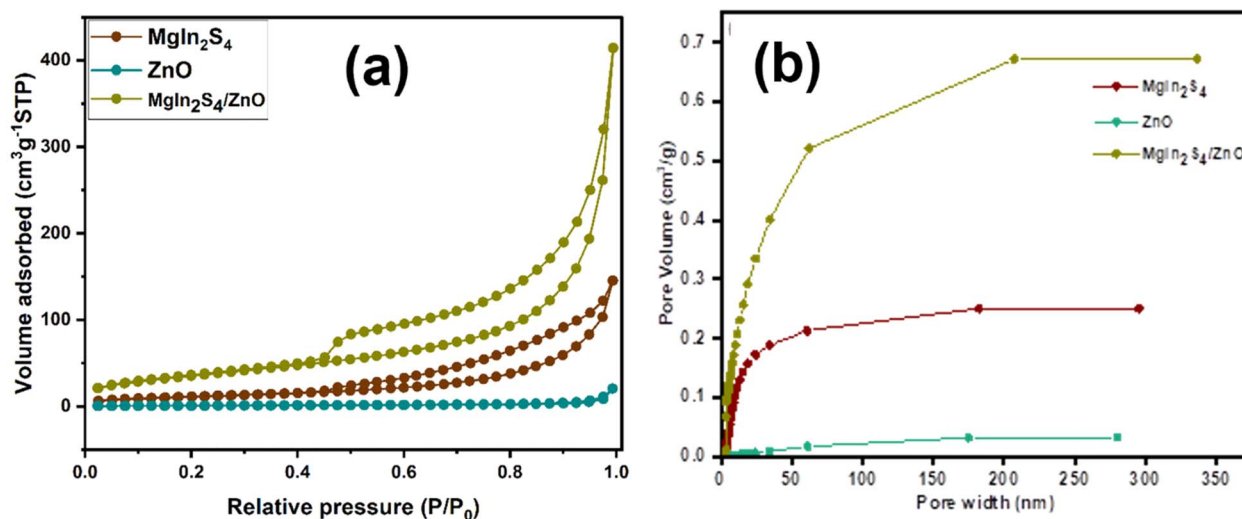 (a)
MgIn₂S₄
ZnO
MgIn₂S₄/ZnO
Volume adsorbed (cm³g⁻¹STP)
400
300
200
100
0
0.0 0.2 0.4 0.6 0.8 1.0
Relative pressure (P/P₀)
(b)
MgIn₂S₄
ZnO
MgIn₂S₄/ZnO
Pore Volume (cm³/g)
0.7
0.6
0.5
0.4
0.3
0.2
0.1
0.0
0 50 100 150 200 250 300 350
Pore width (nm)